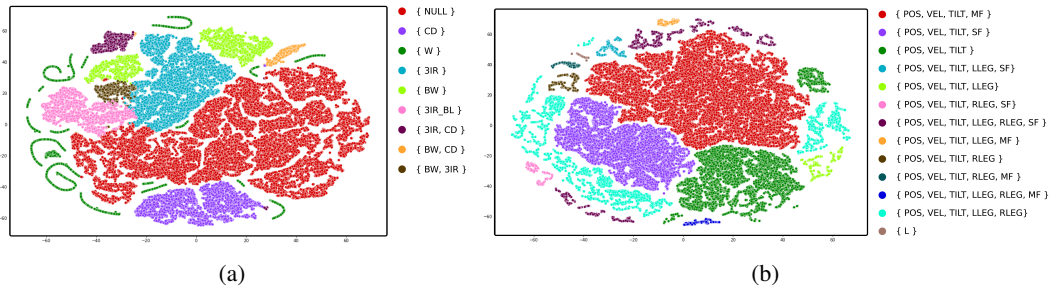 { NULL }
{ CD }
{ W }
{ 3IR }
{ BW }
{ 3IR_BL }
{ 3IR, CD }
{ BW, CD }
{ BW, 3IR }
60
40
20
0
−20
−40
−60
−60
−40
−20
0
20
40
60
(a)
{ POS, VEL, TILT, MF }
{ POS, VEL, TILT, SF }
{ POS, VEL, TILT }
{ POS, VEL, TILT, LLEG, SF}
{ POS, VEL, TILT, LLEG}
{ POS, VEL, TILT, RLEG, SF}
{ POS, VEL, TILT, LLEG, RLEG, SF }
{ POS, VEL, TILT, LLEG, MF }
{ POS, VEL, TILT, RLEG }
{ POS, VEL, TILT, RLEG, MF }
{ POS, VEL, TILT, LLEG, RLEG, MF }
{ POS, VEL, TILT, LLEG, RLEG}
{ L }
60
40
20
0
−20
−40
−60
−60
−40
−20
0
20
40
60
(b)